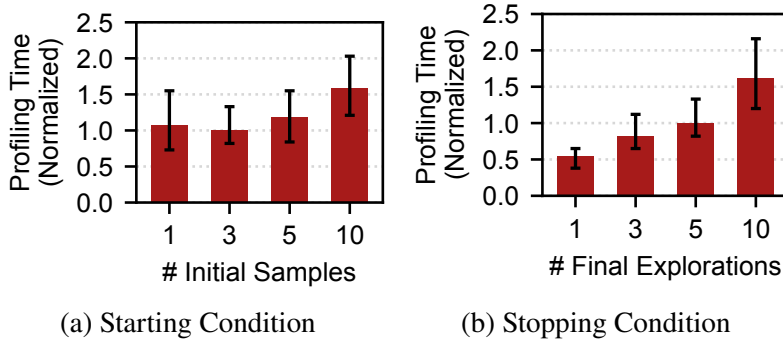 Profiling Time
(Normalized)
2.5
2.0
1.5
1.0
0.5
0.0
1 3 5 10
# Initial Samples
(a) Starting Condition
Profiling Time
(Normalized)
2.5
2.0
1.5
1.0
0.5
0.0
1 3 5 10
# Final Explorations
(b) Stopping Condition